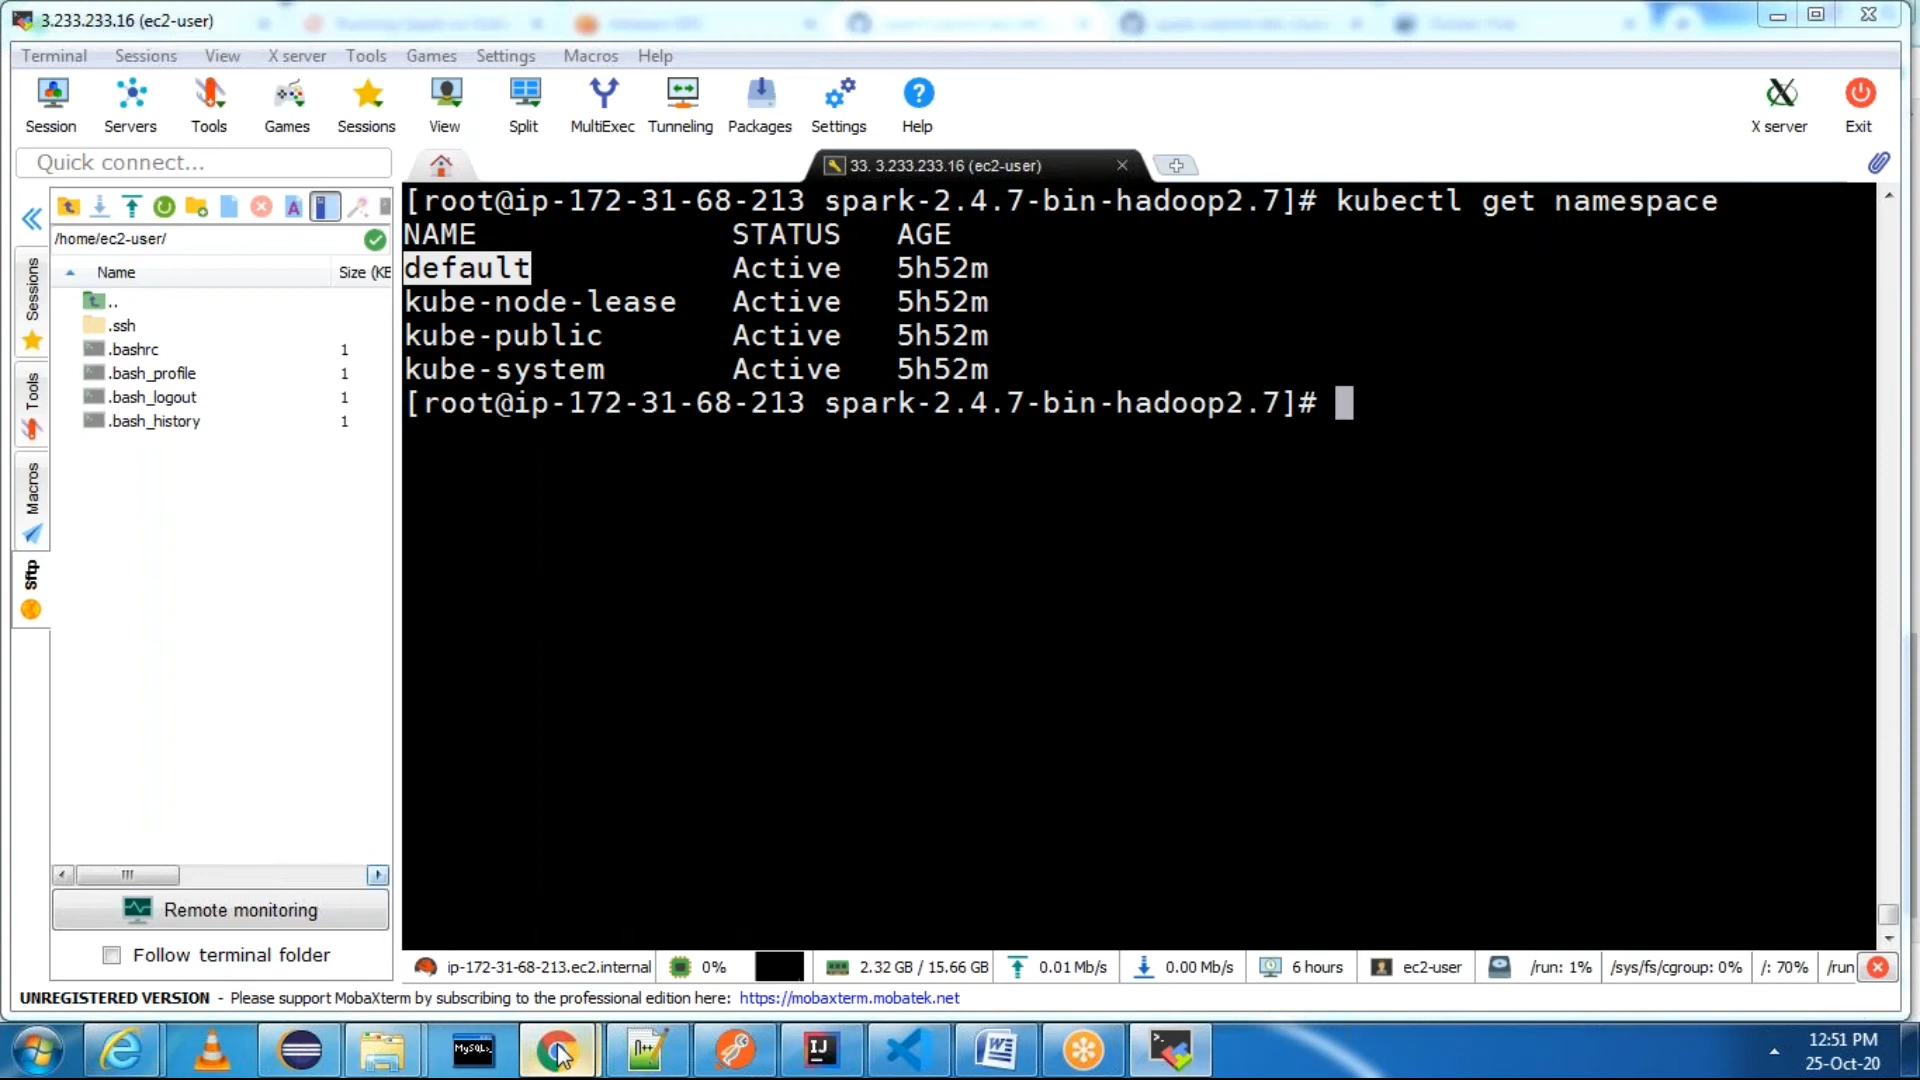 3.233.233.16 (ec2-user)
Terminal Sessions View X server Tools Games Settings Macros Help
Session Servers Tools Games Sessions View Split MultiExec Tunneling Packages Settings Help X server Exit
Quick connect...
33. 3.233.233.16 (ec2-user)
/home/ec2-user/
Name Size (KB
..
.ssh
.bashrc 1
.bash_profile 1
.bash_logout 1
.bash_history 1
Sessions
Tools
Macros
Sftp
[root@ip-172-31-68-213 spark-2.4.7-bin-hadoop2.7]# kubectl get namespace
NAME STATUS AGE
default Active 5h52m
kube-node-lease Active 5h52m
kube-public Active 5h52m
kube-system Active 5h52m
[root@ip-172-31-68-213 spark-2.4.7-bin-hadoop2.7]#
Remote monitoring
Follow terminal folder
ip-172-31-68-213.ec2.internal 0% 2.32 GB / 15.66 GB 0.01 Mb/s 0.00 Mb/s 6 hours ec2-user /run: 1% /sys/fs/cgroup: 0% /: 70% /run
UNREGISTERED VERSION - Please support MobaXterm by subscribing to the professional edition here: https://mobaxterm.mobatek.net
MySQL>
N++
IJ
W
12:51 PM
25-Oct-20